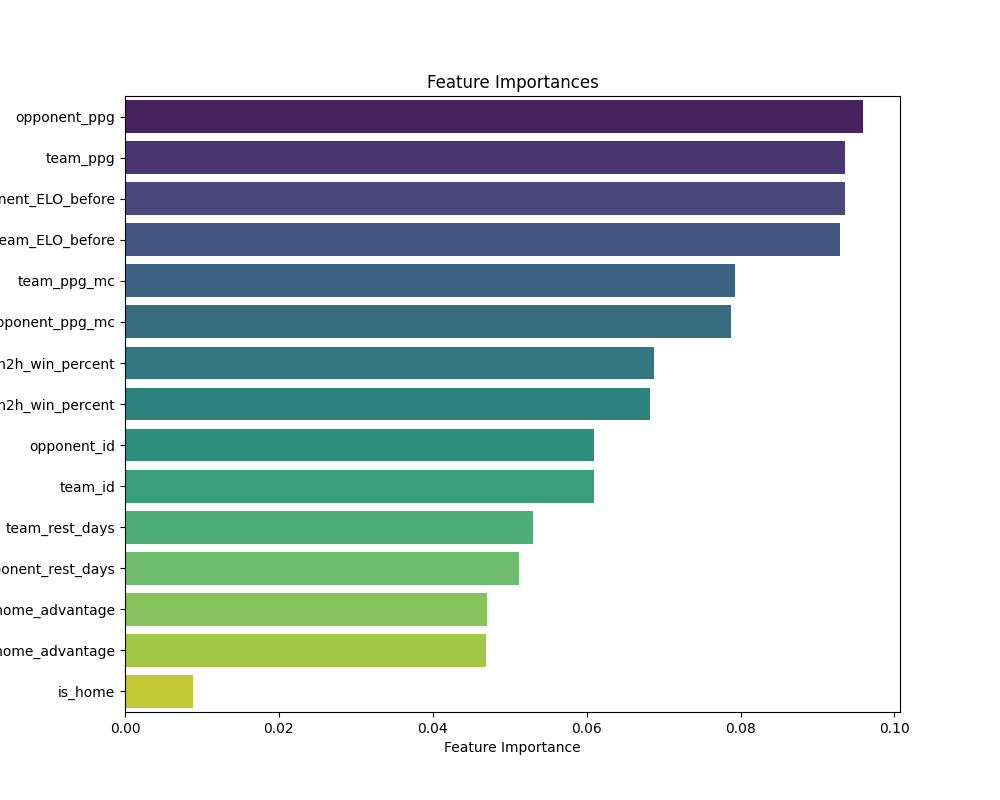 Feature Importances
opponent_ppg
team_ppg
nent_ELO_before
eam_ELO_before
team_ppg_mc
pponent_ppg_mc
h2h_win_percent
h2h_win_percent
opponent_id
team_id
team_rest_days
ponent_rest_days
home_advantage
home_advantage
is_home
0.00 0.02 0.04 0.06 0.08 0.10
Feature Importance